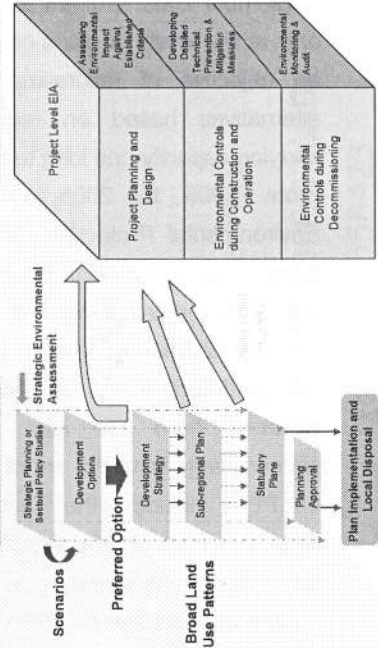 Strategic Environmental
Assessment
Strategic Planning or
Sectoral Policy Studies
Scenarios
Development
Options
Preferred Option
Development
Strategy
Sub-regional Plan
Broad Land
Use Patterns
Statutory
Plans
Planning
Approval
Plan Implementation and
Local Disposal
Project Level EIA
Project Planning and
Design
Environmental Controls
during Construction and
Operation
Environmental
Controls during
Decommissioning
Assessing
Environmental
Impact
Against
Established
Criteria
Developing
Detailed
Technical
Prevention &
Mitigation
Measures
Environmental
Monitoring &
Audit